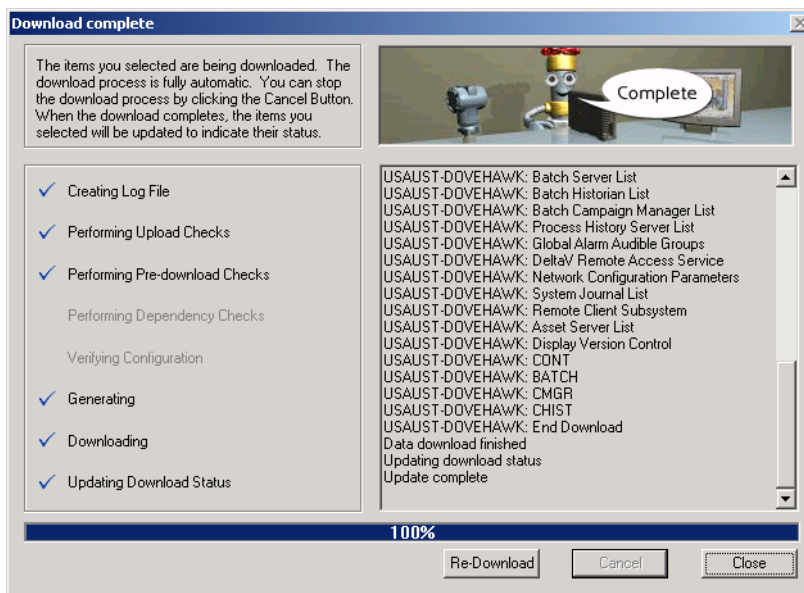 Download complete
The items you selected are being downloaded. The
download process is fully automatic. You can stop
the download process by clicking the Cancel Button.
When the download completes, the items you
selected will be updated to indicate their status.
Complete
Creating Log File
Performing Upload Checks
Performing Pre-download Checks
Performing Dependency Checks
Verifying Configuration
Generating
Downloading
Updating Download Status
USAUST-DOVEHAWK: Batch Server List
USAUST-DOVEHAWK: Batch Historian List
USAUST-DOVEHAWK: Batch Campaign Manager List
USAUST-DOVEHAWK: Process History Server List
USAUST-DOVEHAWK: Global Alarm Audible Groups
USAUST-DOVEHAWK: DeltaV Remote Access Service
USAUST-DOVEHAWK: Network Configuration Parameters
USAUST-DOVEHAWK: System Journal List
USAUST-DOVEHAWK: Remote Client Subsystem
USAUST-DOVEHAWK: Asset Server List
USAUST-DOVEHAWK: Display Version Control
USAUST-DOVEHAWK: CONT
USAUST-DOVEHAWK: BATCH
USAUST-DOVEHAWK: CMGR
USAUST-DOVEHAWK: CHIST
USAUST-DOVEHAWK: End Download
Data download finished
Updating download status
Update complete
100%
Re-Download
Cancel
Close